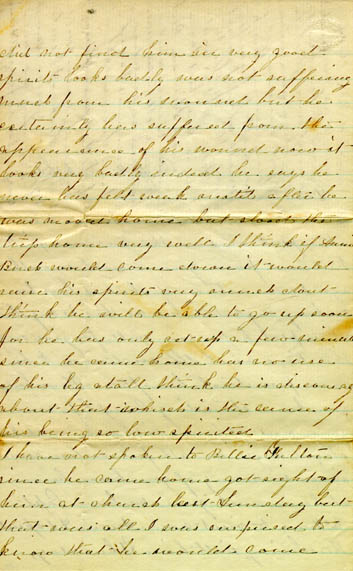 did not find him in very good
spirits looks badly was not suffering
much from his wound but he
certainly has suffered from the
appearance of his wound now it
looks very badly indeed he says he
never has felt weak until after he
was home but stood the
trip home very well I think if
Buck would come down it would
raise his spirits very much dont
think he will be able to go up soon
for he has only set up a few minutes
since he came home has no use
of his leg atall think he is discouraged
about that which is the cause of
his being so low spirited
I have not spoken to Billie
since he came home got sight of
him at church last Sunday but
that was all I was surprised to
know that he would come